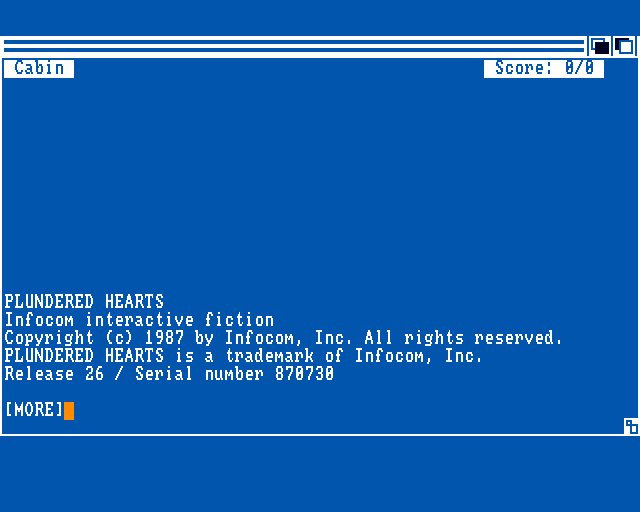 Cabin Score: 0/0
PLUNDERED HEARTS
Infocom interactive fiction
Copyright (c) 1987 by Infocom, Inc. All rights reserved.
PLUNDERED HEARTS is a trademark of Infocom, Inc.
Release 26 / Serial number 870730
[MORE]